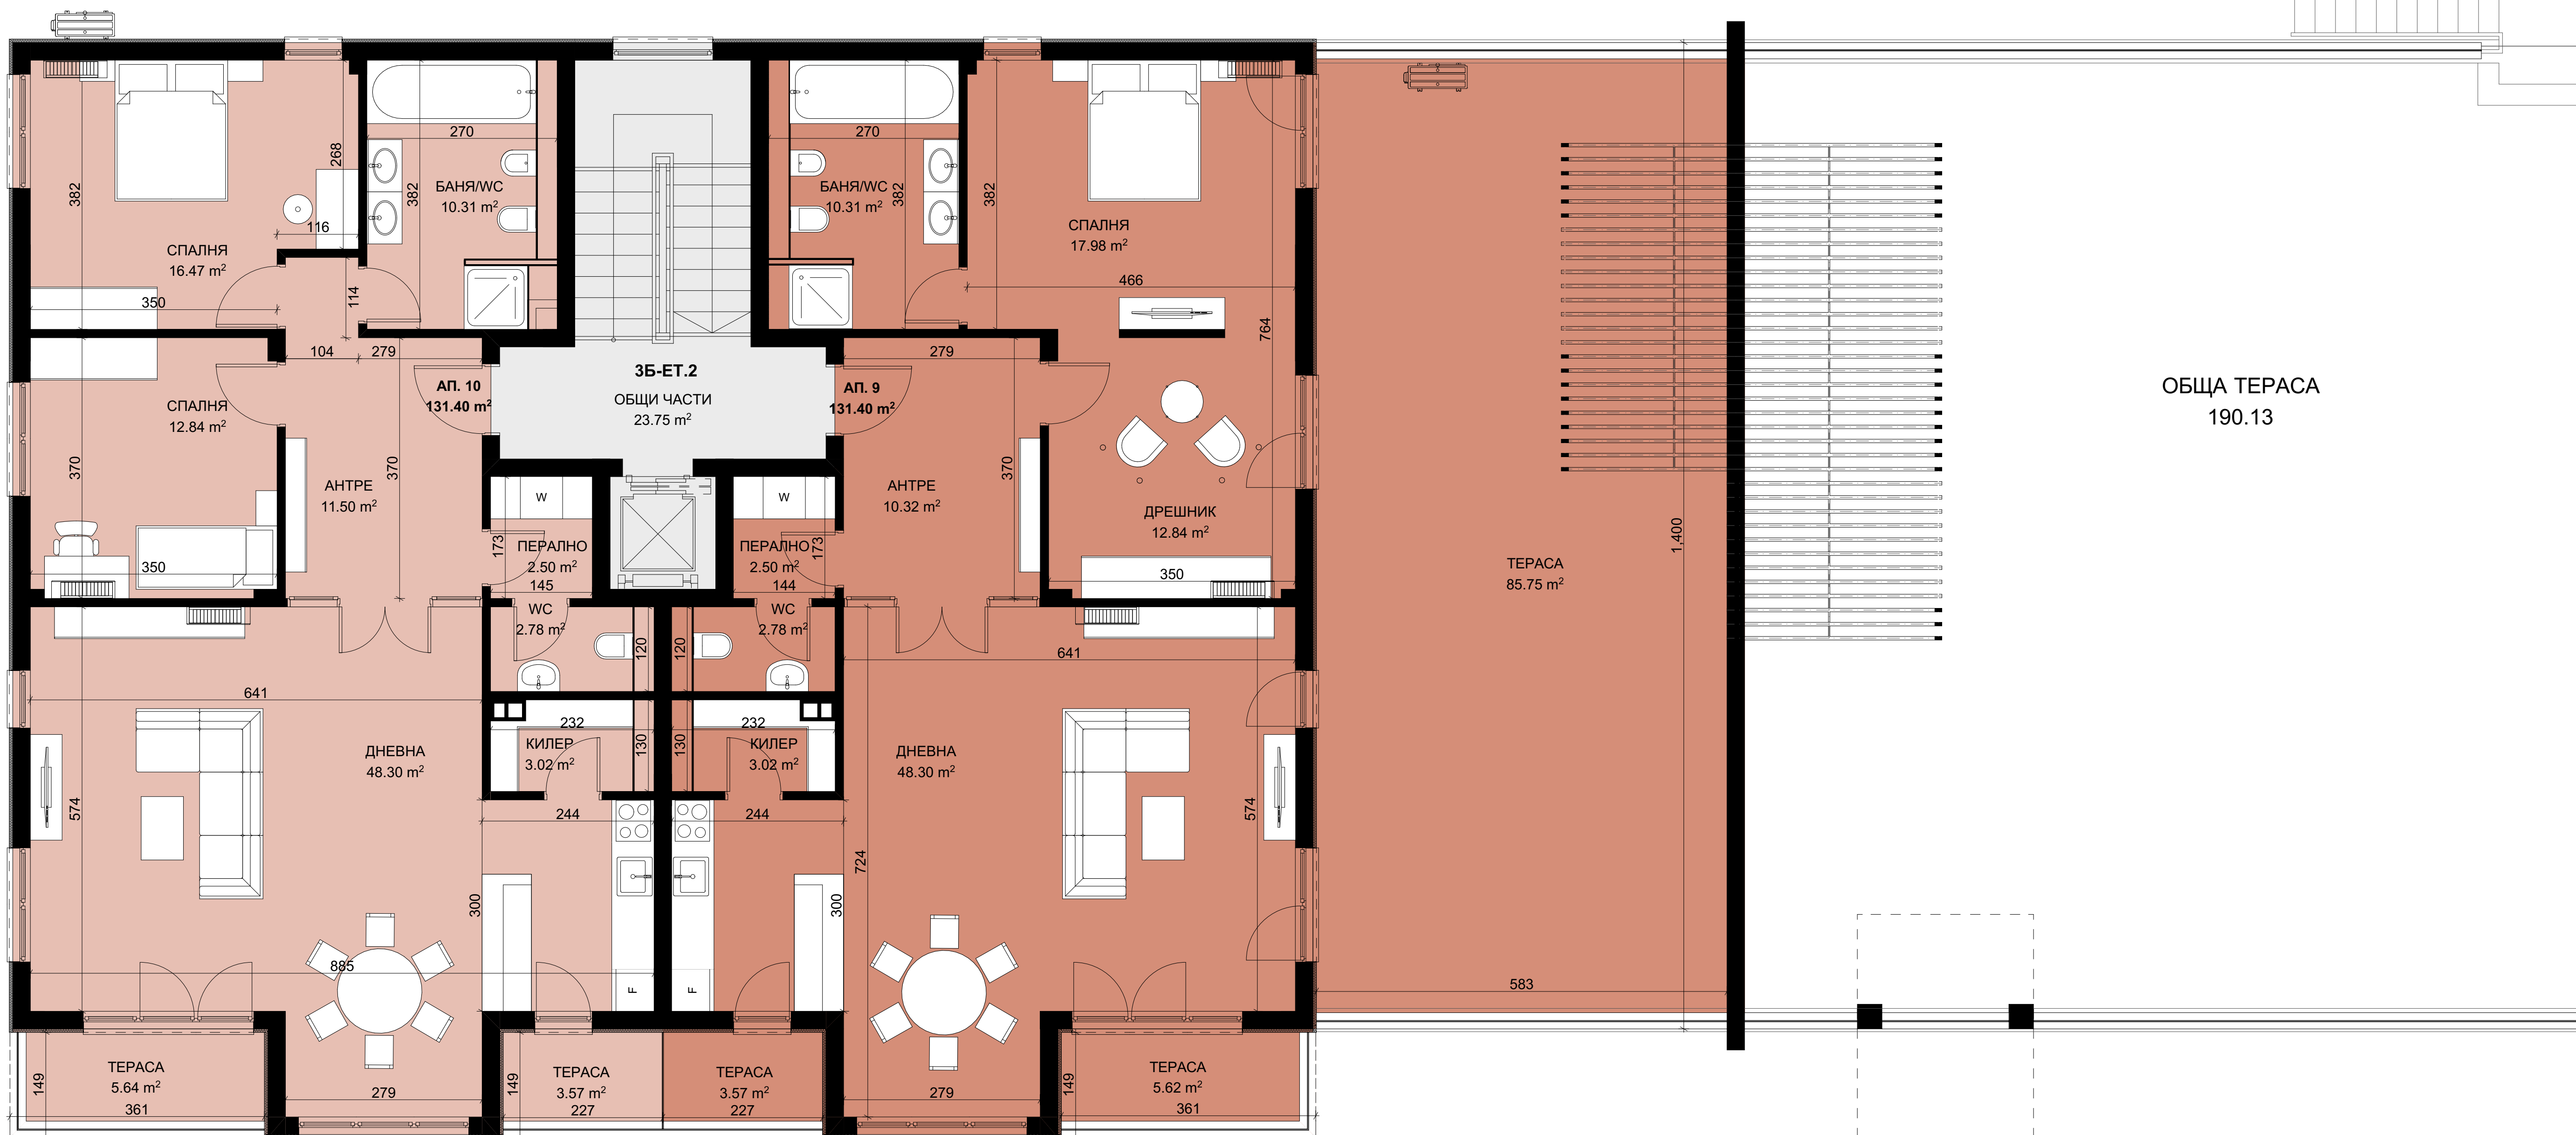 270
270
268
382
382
382
382
БАНЯ/WC
10.31 m²
БАНЯ/WC
10.31 m²
116
СПАЛНЯ
16.47 m²
СПАЛНЯ
17.98 m²
466
350
114
764
104
279
279
3Б-ЕТ.2
ОБЩИ ЧАСТИ
23.75 m²
АП. 10
131.40 m²
АП. 9
131.40 m²
ОБЩА ТЕРАСА
190.13
СПАЛНЯ
12.84 m²
370
370
370
АНТРЕ
11.50 m²
АНТРЕ
10.32 m²
W
W
ДРЕШНИК
12.84 m²
173
ПЕРАЛНО
2.50 m²
145
ПЕРАЛНО
2.50 m²
144
173
350
350
1,400
ТЕРАСА
85.75 m²
WC
2.78 m²
WC
2.78 m²
120
120
641
641
232
232
КИЛЕР
3.02 m²
КИЛЕР
3.02 m²
130
130
ДНЕВНА
48.30 m²
ДНЕВНА
48.30 m²
574
574
244
244
724
300
300
885
F
F
583
ТЕРАСА
5.64 m²
361
149
279
ТЕРАСА
3.57 m²
227
149
ТЕРАСА
3.57 m²
227
279
149
ТЕРАСА
5.62 m²
361